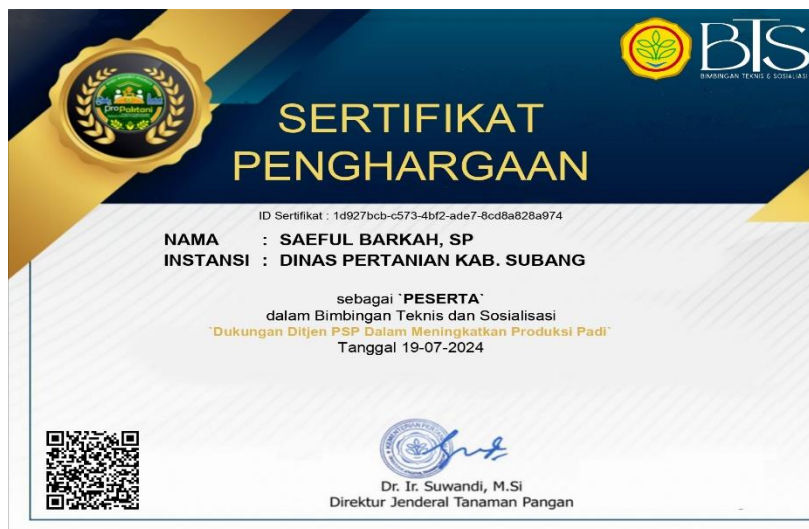 BTS
BIMBINGAN TEKNIS & SOSIALIASI
ProPaktani
SERTIFIKAT
PENGHARGAAN
ID Sertifikat : 1d927bcb-c573-4bf2-ade7-8cd8a828a974
NAMA : SAEFUL BARKAH, SP
INSTANSI : DINAS PERTANIAN KAB. SUBANG
sebagai `PESERTA`
dalam Bimbingan Teknis dan Sosialisasi
`Dukungan Ditjen PSP Dalam Meningkatkan Produksi Padi`
Tanggal 19-07-2024
Dr. Ir. Suwandi, M.Si
Direktur Jenderal Tanaman Pangan